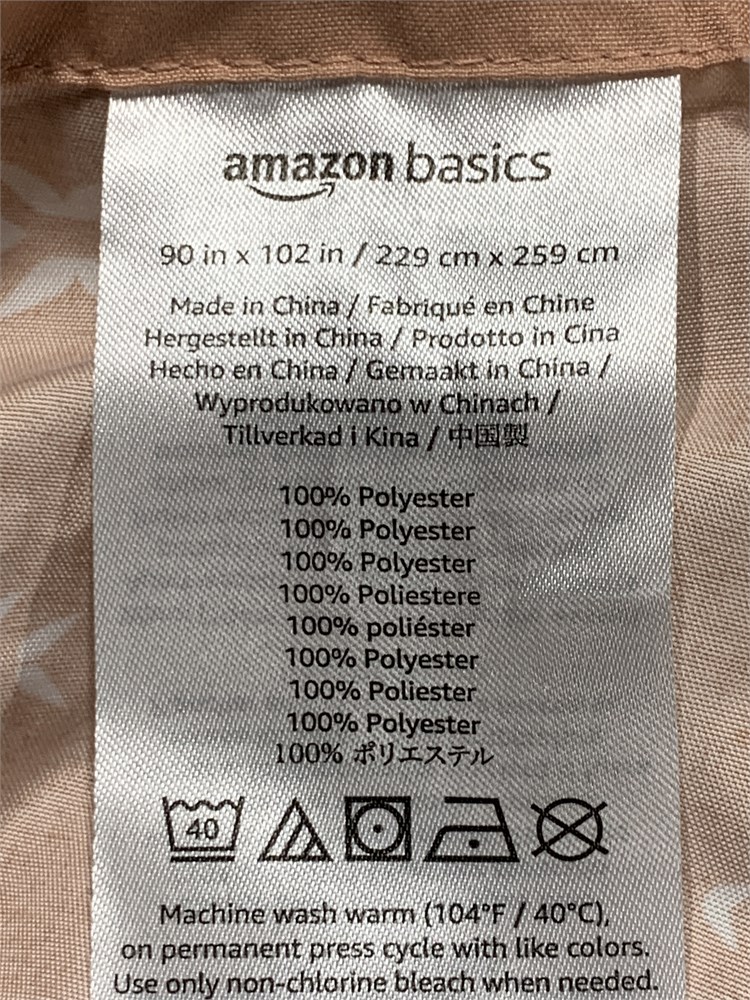 amazon basics
90 in x 102 in / 229 cm x 259 cm
Made in China / Fabriqué en Chine
Hergestellt in China / Prodotto in Cina
Hecho en China / Gemaakt in China /
Wyprodukowano w Chinach /
Tillverkad i Kina / 中国製
100% Polyester
100% Polyester
100% Polyester
100% Poliestere
100% poliéster
100% Polyester
100% Poliester
100% Polyester
100% ポリエステル
40
Machine wash warm (104°F / 40°C),
on permanent press cycle with like colors.
Use only non-chlorine bleach when needed.